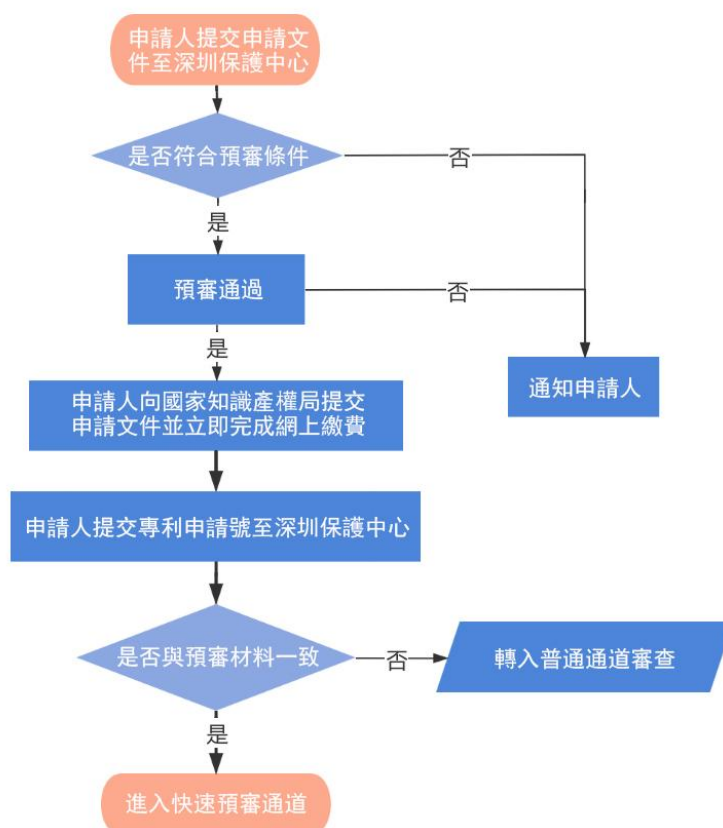 申請人提交申請文
件至深圳保護中心
是否符合預審條件
否
是
預審通過
否
是
通知申請人
申請人向國家知識產權局提交
申請文件並立即完成網上繳費
申請人提交專利申請號至深圳保護中心
是否與預審材料一致
否
轉入普通通道審查
是
進入快速預審通道